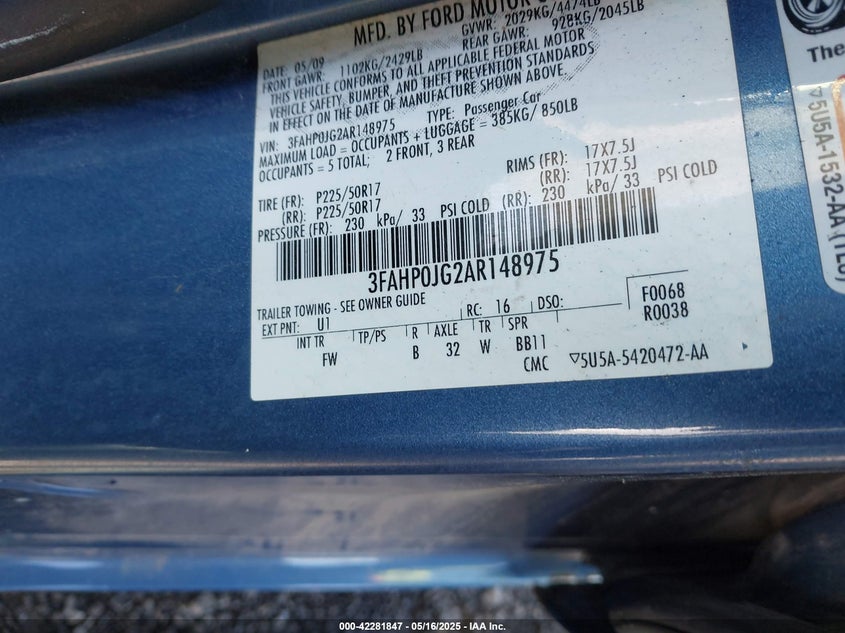 MFD. BY FORD MOTOR
GVWR: 2029KG/4474LB
DATE: 05/09
REAR GAWR: 928KG/2045LB
FRONT GAWR: 1102KG/2429LB
THIS VEHICLE CONFORMS TO ALL APPLICABLE FEDERAL MOTOR
VEHICLE SAFETY, BUMPER, AND THEFT PREVENTION STANDARDS
IN EFFECT ON THE DATE OF MANUFACTURE SHOWN ABOVE.
VIN: 3FAHP0JG2AR148975 TYPE: Passenger Car
MAXIMUM LOAD = OCCUPANTS + LUGGAGE = 385KG/ 850LB
OCCUPANTS = 5 TOTAL; 2 FRONT, 3 REAR
TIRE (FR): P225/50R17 RIMS (FR): 17X7.5J
(RR): P225/50R17 (RR): 17X7.5J
PRESSURE (FR): 230 kPa/ 33 PSI COLD (RR): 230 kPa/ 33 PSI COLD
3FAHP0JG2AR148975
TRAILER TOWING - SEE OWNER GUIDE
EXT PNT: U1 RC: 16 DSO:
F0068
R0038
INT TR TP/PS R AXLE TR SPR
FW B 32 W BB11
CMC ▽5U5A-5420472-AA
The
▽5U5A-1532-AA
000-42281847 - 05/16/2025 - IAA Inc.